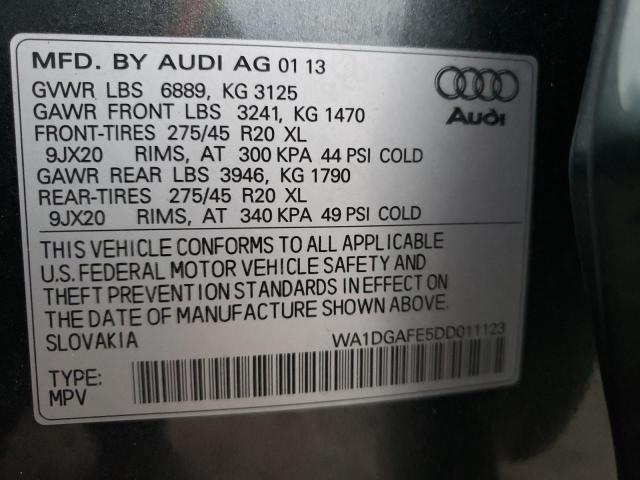 MFD. BY AUDI AG 01 13
GVWR LBS 6889, KG 3125
GAWR FRONT LBS 3241, KG 1470
FRONT-TIRES 275/45 R20 XL
9JX20 RIMS, AT 300 KPA 44 PSI COLD
GAWR REAR LBS 3946, KG 1790
REAR-TIRES 275/45 R20 XL
9JX20 RIMS, AT 340 KPA 49 PSI COLD
Audi
THIS VEHICLE CONFORMS TO ALL APPLICABLE
U.S. FEDERAL MOTOR VEHICLE SAFETY AND
THEFT PREVENTION STANDARDS IN EFFECT ON
THE DATE OF MANUFACTURE SHOWN ABOVE.
SLOVAKIA WA1DGAFE5DD011123
TYPE:
MPV